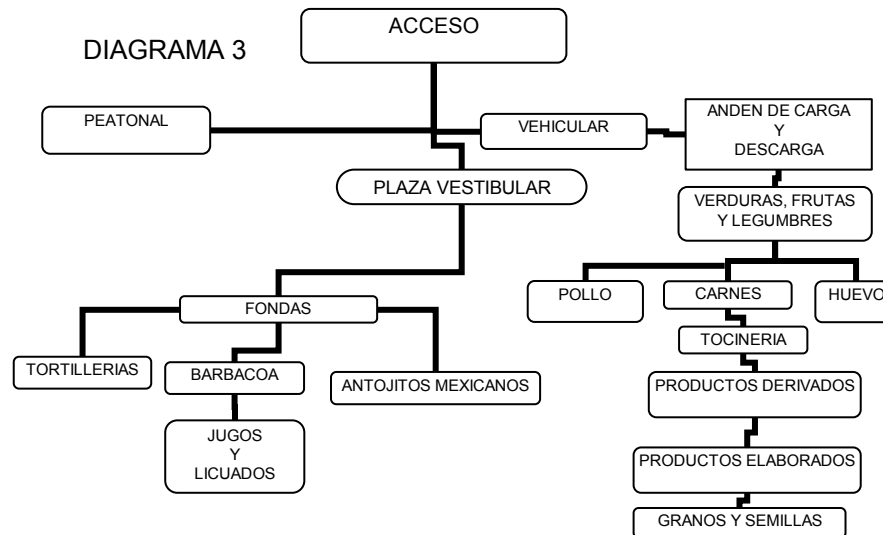 ACCESO
DIAGRAMA 3
PEATONAL
VEHICULAR
ANDEN DE CARGA
Y
DESCARGA
PLAZA VESTIBULAR
VERDURAS, FRUTAS
Y LEGUMBRES
POLLO
CARNES
HUEVO
FONDAS
TOCINERIA
TORTILLERIAS
BARBACOA
ANTOJITOS MEXICANOS
PRODUCTOS DERIVADOS
JUGOS
Y
LICUADOS
PRODUCTOS ELABORADOS
GRANOS Y SEMILLAS